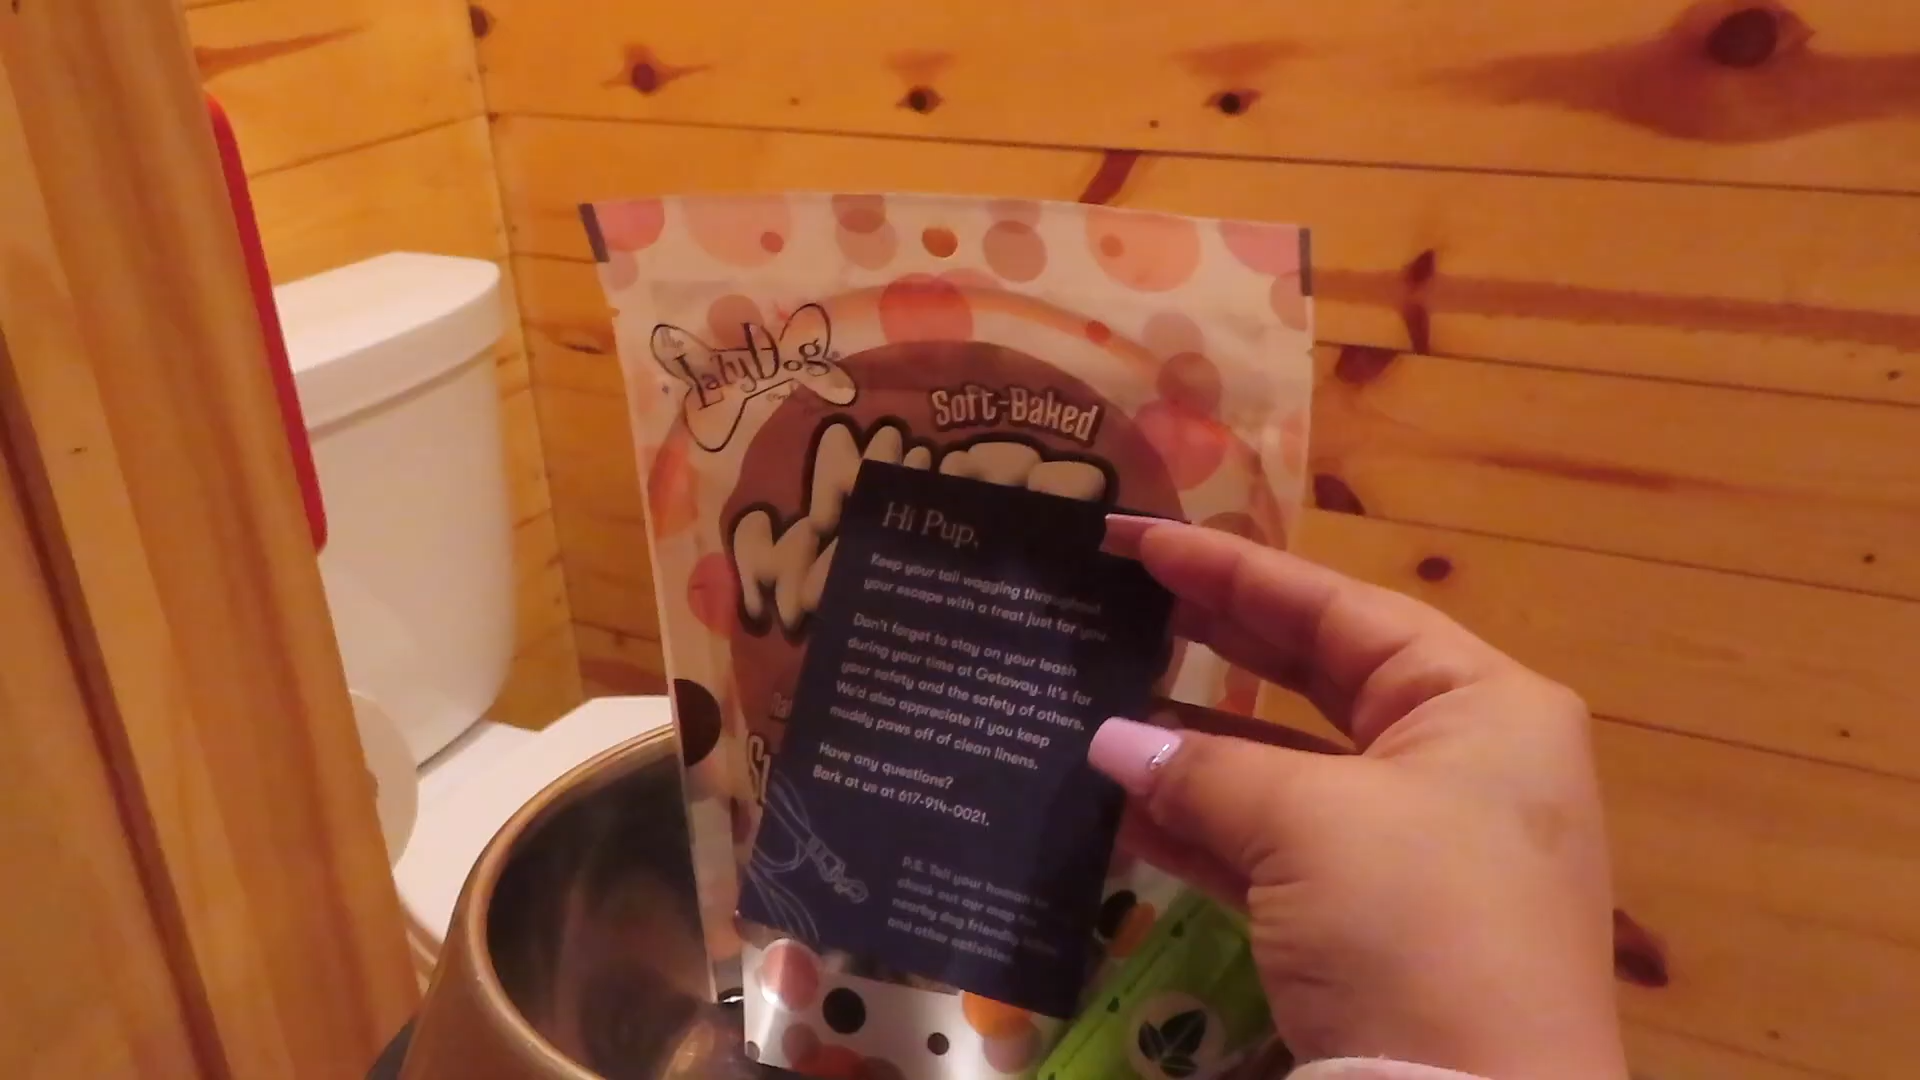 The
Lazy Dog
Soft-Baked
Hi Pup,
Keep your tail wagging throughout
your escape with a treat just for you.
Don't forget to stay on your leash
during your time at Getaway. It's for
your safety and the safety of others.
We'd also appreciate if you keep
muddy paws off of clean linens.
Have any questions?
Bark at us at 617-914-0021.
P.S. Tell your human to
check out our map
nearby dog friendly
and other activities.